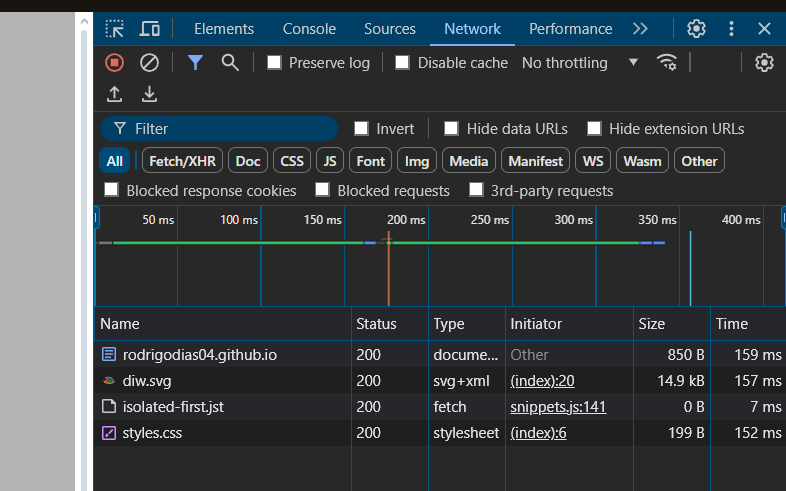 Elements Console Sources Network Performance
Preserve log Disable cache No throttling
Filter Invert Hide data URLs Hide extension URLs
All Fetch/XHR Doc CSS JS Font Img Media Manifest WS Wasm Other
Blocked response cookies Blocked requests 3rd-party requests
50 ms 100 ms 150 ms 200 ms 250 ms 300 ms 350 ms 400 ms
Name Status Type Initiator Size Time
rodrigodias04.github.io 200 docume... Other 850 B 159 ms
diw.svg 200 svg+xml (index):20 14.9 kB 157 ms
isolated-first.jst 200 fetch snippets.js:141 0 B 7 ms
styles.css 200 stylesheet (index):6 199 B 152 ms